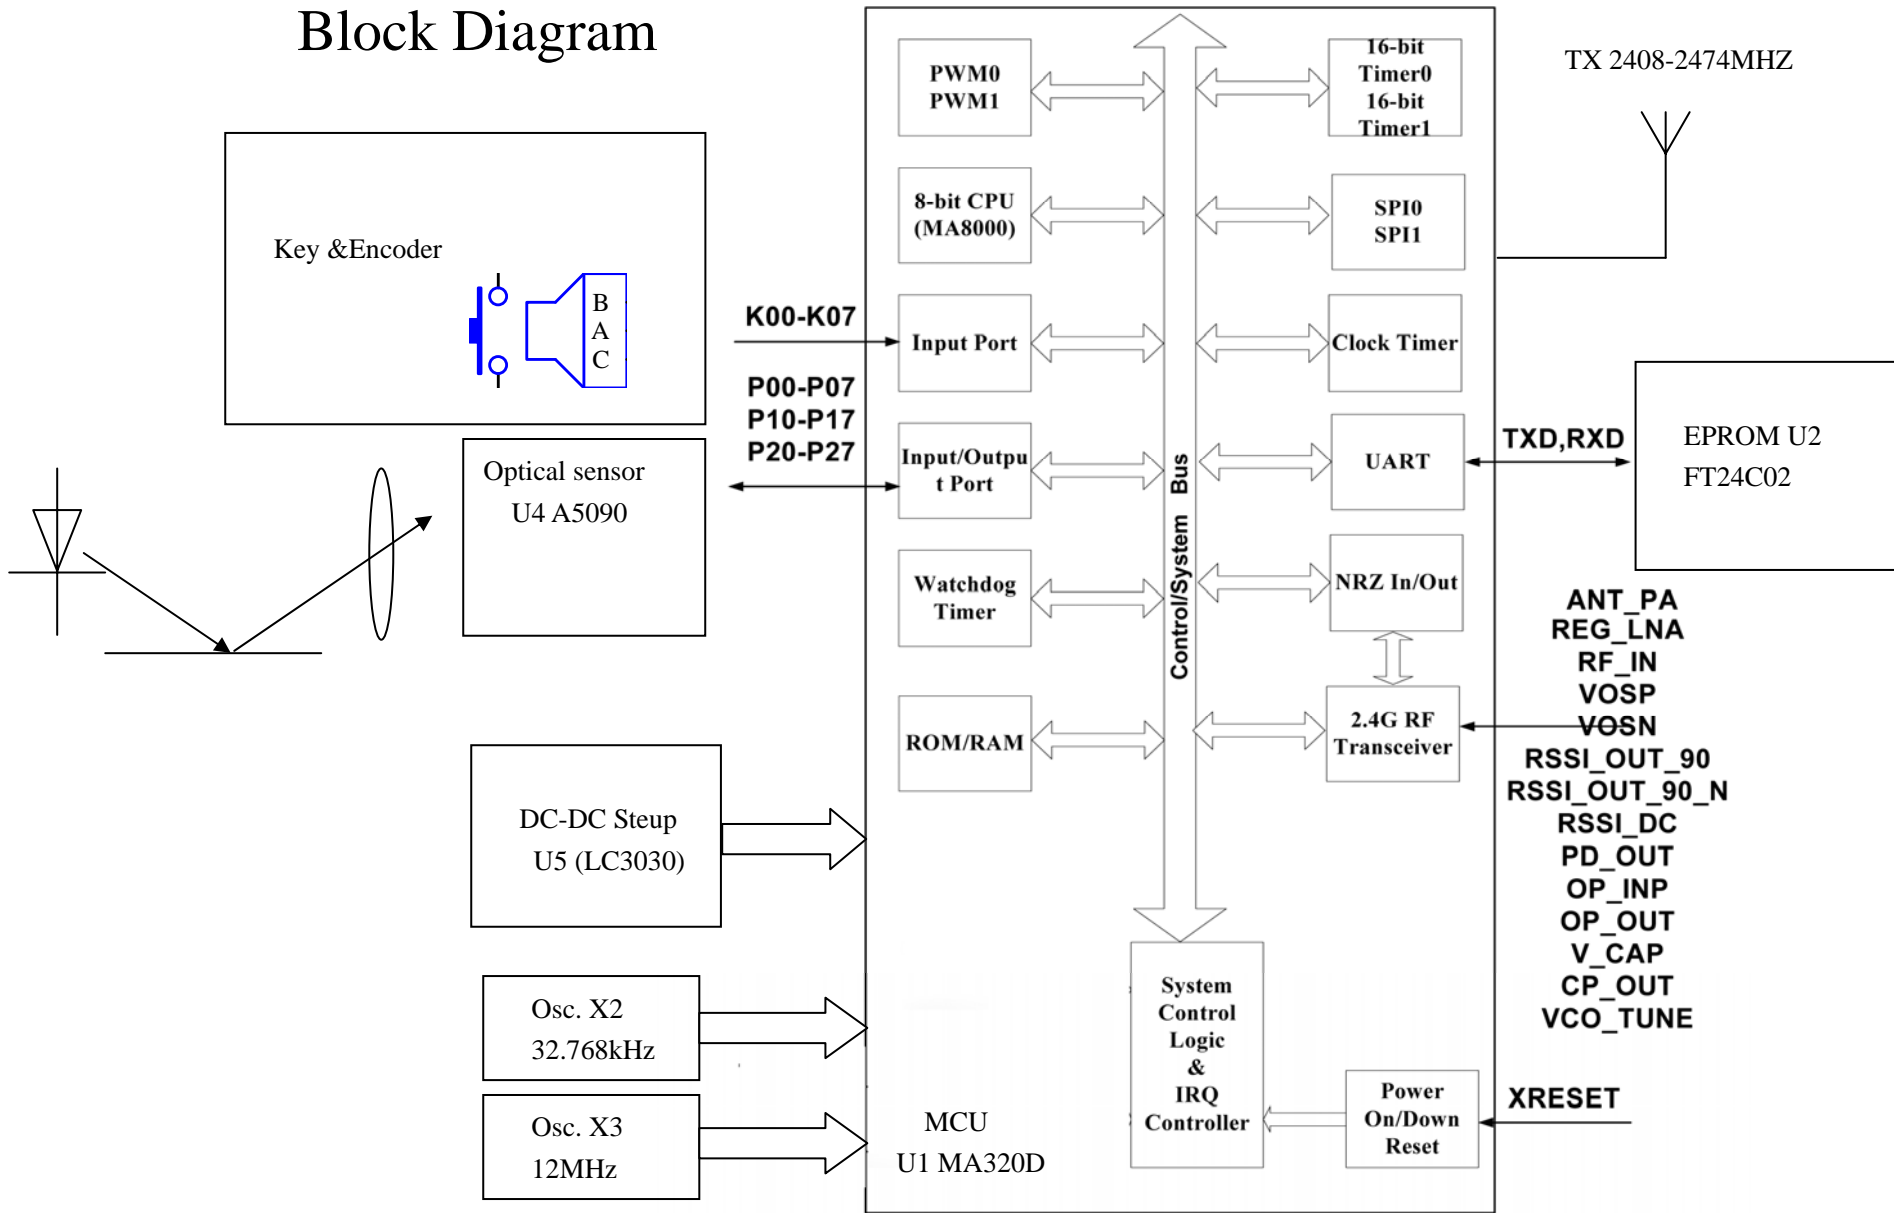 Block Diagram
Key &Encoder
B
A
C
Optical sensor
U4 A5090
DC-DC Steup
U5 (LC3030)
Osc. X2
32.768kHz
Osc. X3
12MHz
K00-K07
P00-P07
P10-P17
P20-P27
PWM0
PWM1
8-bit CPU
(MA8000)
Input Port
Input/Outpu
t Port
Watchdog
Timer
ROM/RAM
MCU
U1 MA320D
Control/System Bus
16-bit
Timer0
16-bit
Timer1
SPI0
SPI1
Clock Timer
UART
NRZ In/Out
2.4G RF
Transceiver
System
Control
Logic
&
IRQ
Controller
Power
On/Down
Reset
TX 2408-2474MHZ
TXD,RXD
EPROM U2
FT24C02
ANT_PA
REG_LNA
RF_IN
VOSP
VOSN
RSSI_OUT_90
RSSI_OUT_90_N
RSSI_DC
PD_OUT
OP_INP
OP_OUT
V_CAP
CP_OUT
VCO_TUNE
XRESET